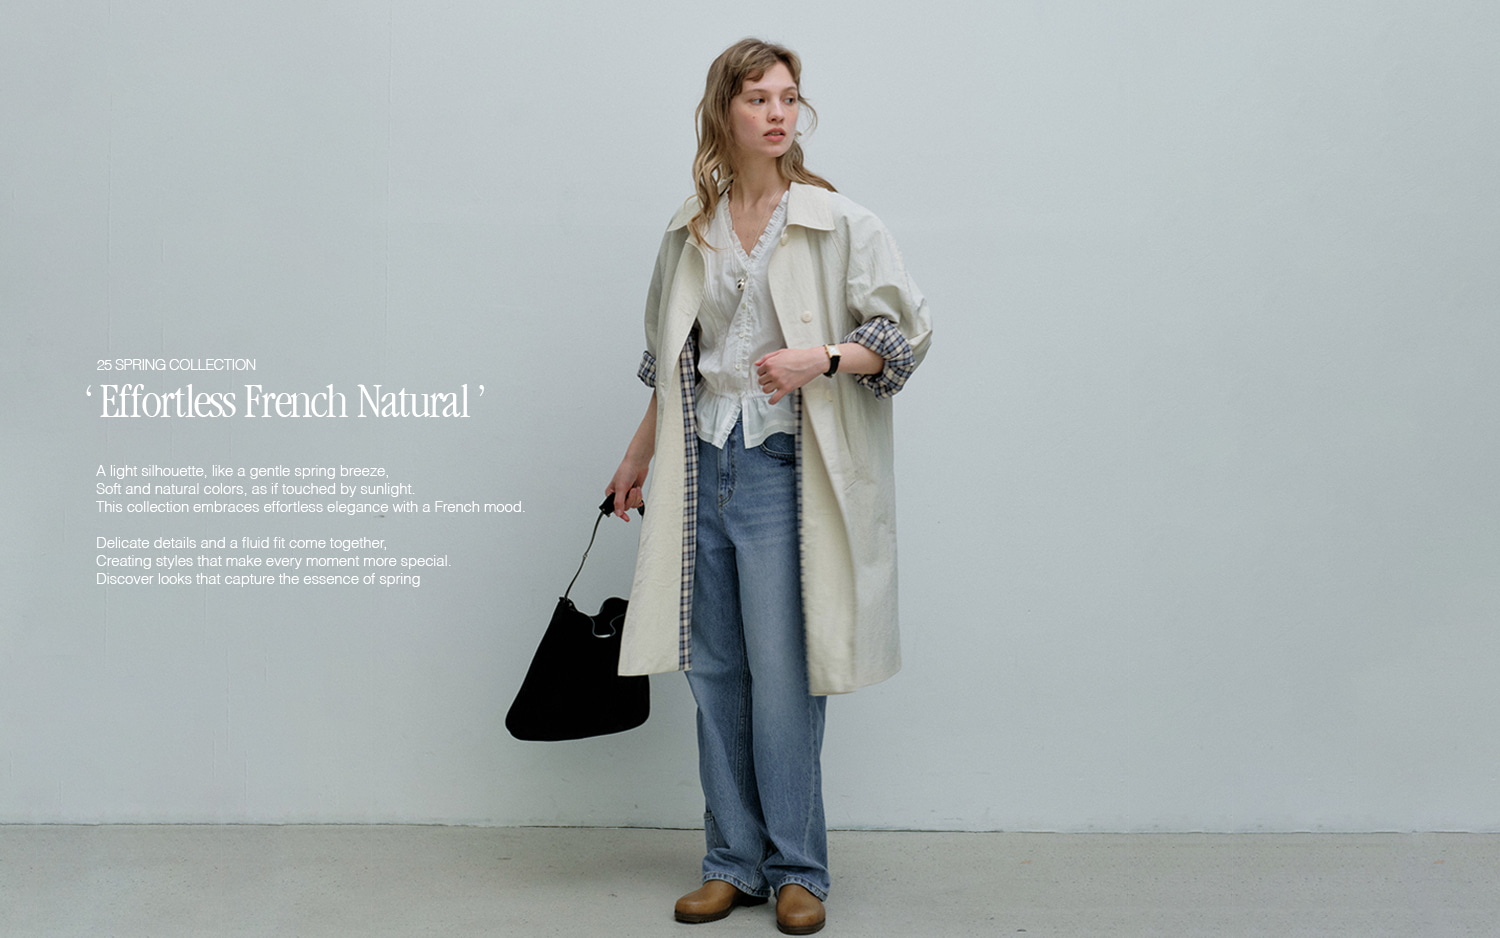 25 SPRING COLLECTION
‘ Effortless French Natural ’
A light silhouette, like a gentle spring breeze,
Soft and natural colors, as if touched by sunlight.
This collection embraces effortless elegance with a French mood.
Delicate details and a fluid fit come together,
Creating styles that make every moment more special.
Discover looks that capture the essence of spring